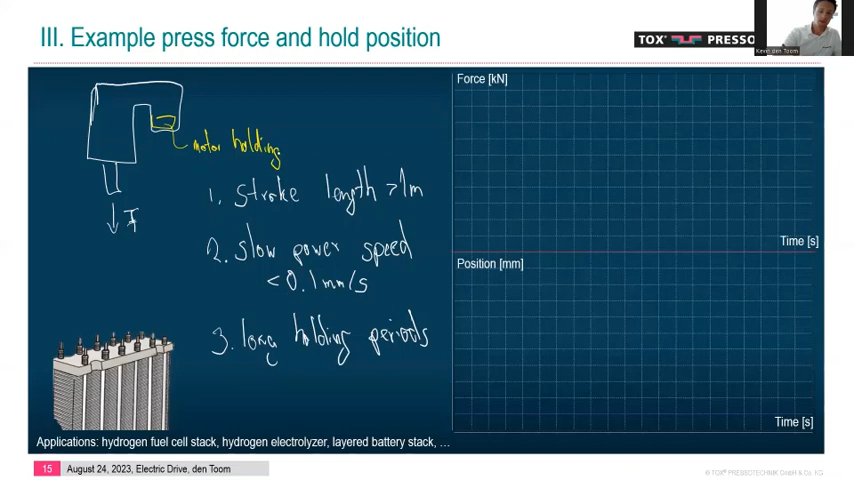 III. Example press force and hold position
TOX PRESSO
Kevin den Toom
Force [kN]
motor holding
1. stroke length >1m
F
2. slow power speed
<0.1mm/s
Time [s]
Position [mm]
3. long holding periods
Time [s]
Applications: hydrogen fuel cell stack, hydrogen electrolyzer, layered battery stack, ...
15 August 24, 2023, Electric Drive, den Toom
© TOX® PRESSOTECHNIK GmbH & Co. KG